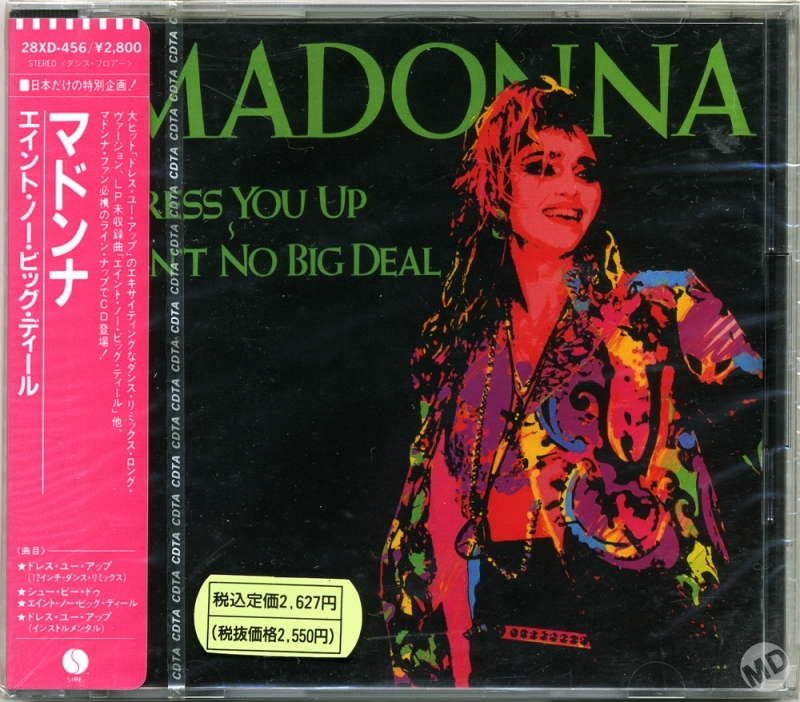 28XD-456/¥2,800
STEREO〈ダンス・フロアー〉
■日本だけの特別企画!
マドンナ
エイント・ノー・ビッグ・ディール
大ヒット「ドレス・ユー・アップ」のエキサイティングなダンス・リミックス・ロング・
ヴァージョン、LP未収録曲「エイント・ノー・ビッグ・ディール」他、
マドンナ・ファン必携のライン・ナップでCD登場!
〈曲目〉
★ドレス・ユー・アップ
(12インチ・ダンス・リミックス)
★シュー・ビー・ドゥ
★エイント・ノー・ビッグ・ディール
★ドレス・ユー・アップ
(インストルメンタル)
SIRE
CDTA CDTA CDTA CDTA CDTA CDTA CDTA CDTA CDTA CDTA CDTA CDTA CDTA CDTA CDTA
MADONNA
RESS YOU UP
~
N'T NO BIG DEAL
税込定価2,627円
(税抜価格2,550円)
MD